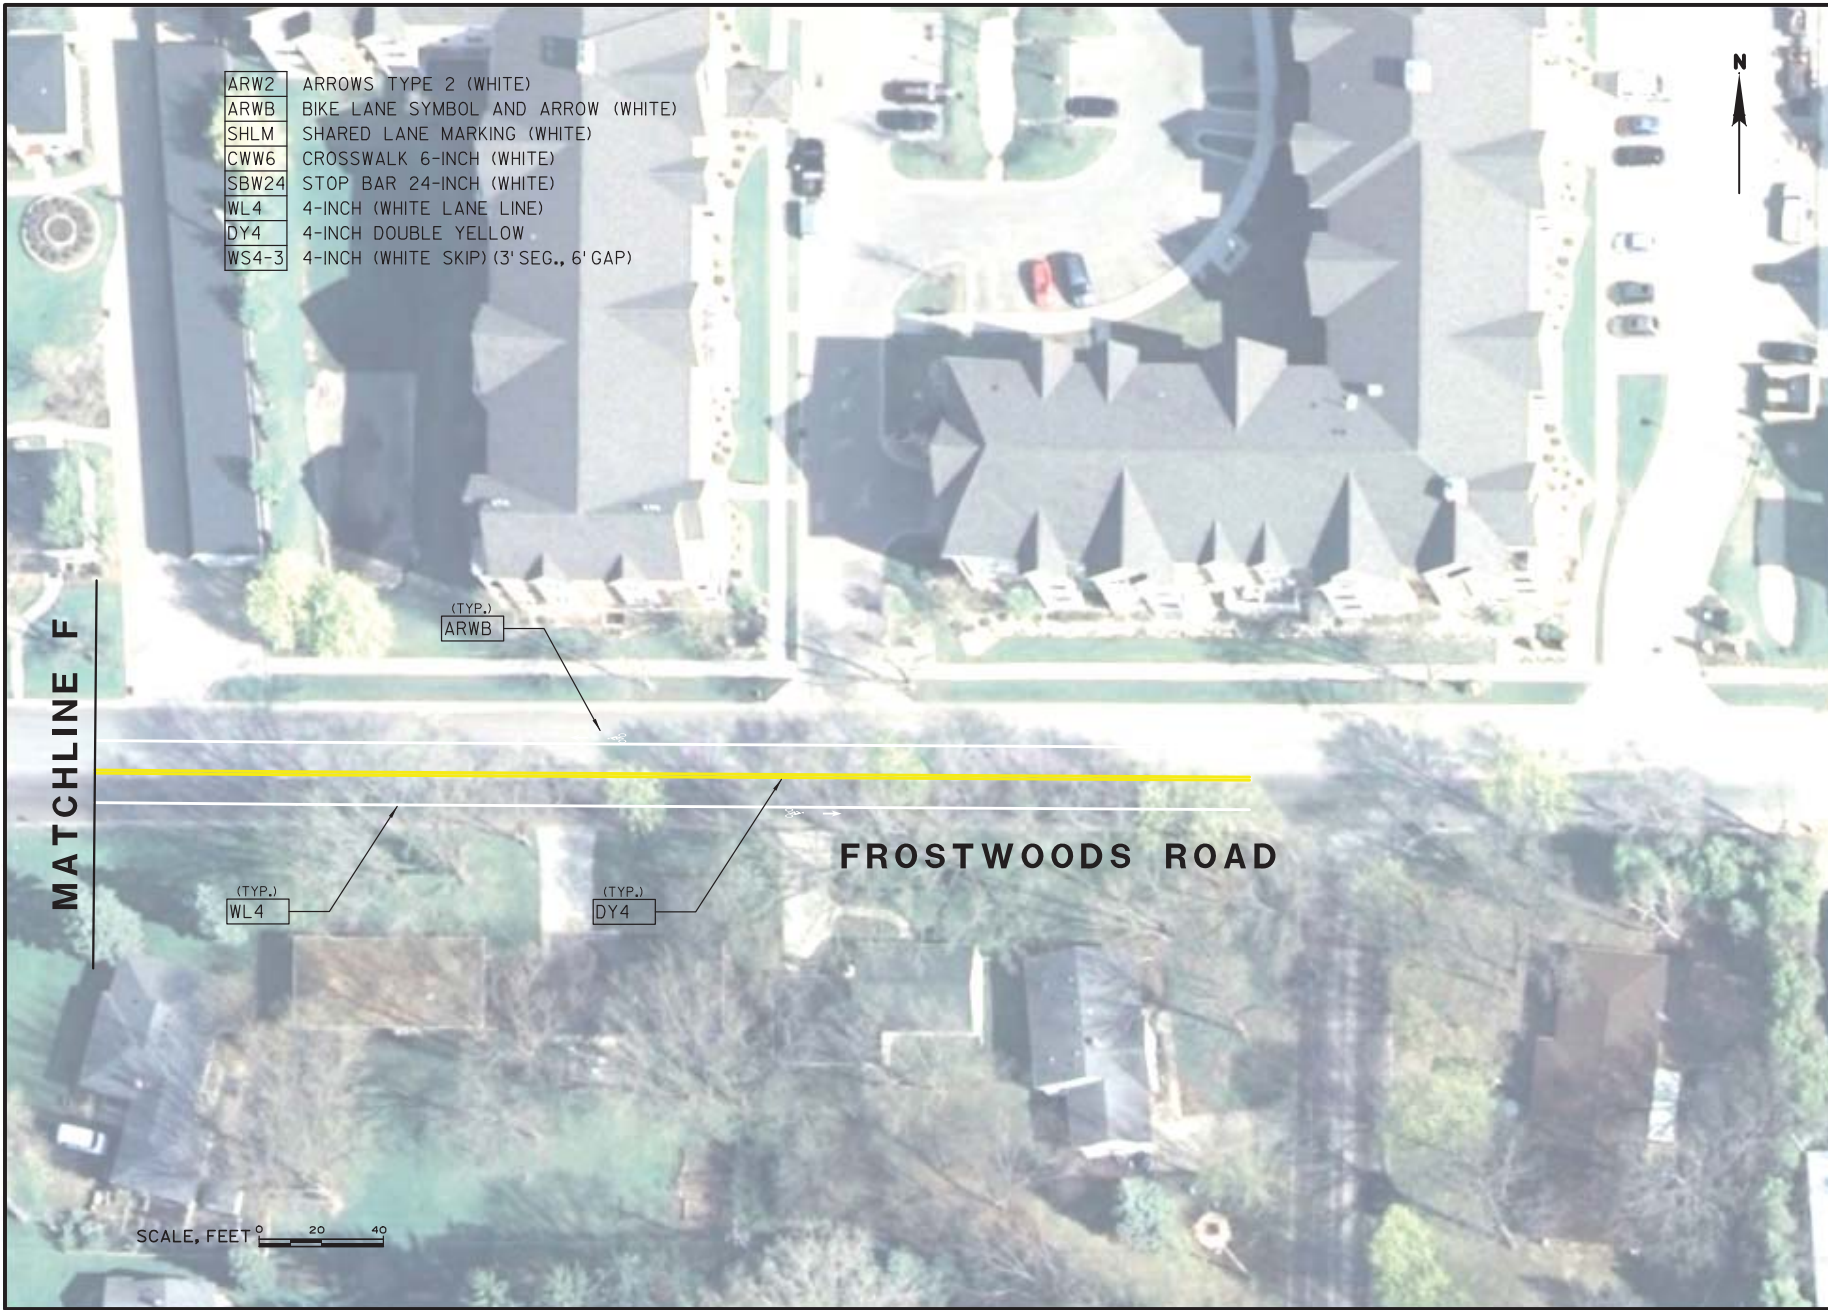 N
ARW2 ARROWS TYPE 2 (WHITE)
ARWB BIKE LANE SYMBOL AND ARROW (WHITE)
SHLM SHARED LANE MARKING (WHITE)
CWW6 CROSSWALK 6-INCH (WHITE)
SBW24 STOP BAR 24-INCH (WHITE)
WL4 4-INCH (WHITE LANE LINE)
DY4 4-INCH DOUBLE YELLOW
WS4-3 4-INCH (WHITE SKIP) (3' SEG., 6' GAP)
(TYP.)
ARWB
MATCHLINE F
FROSTWOODS ROAD
(TYP.)
WL4
(TYP.)
DY4
SCALE, FEET 0 20 40